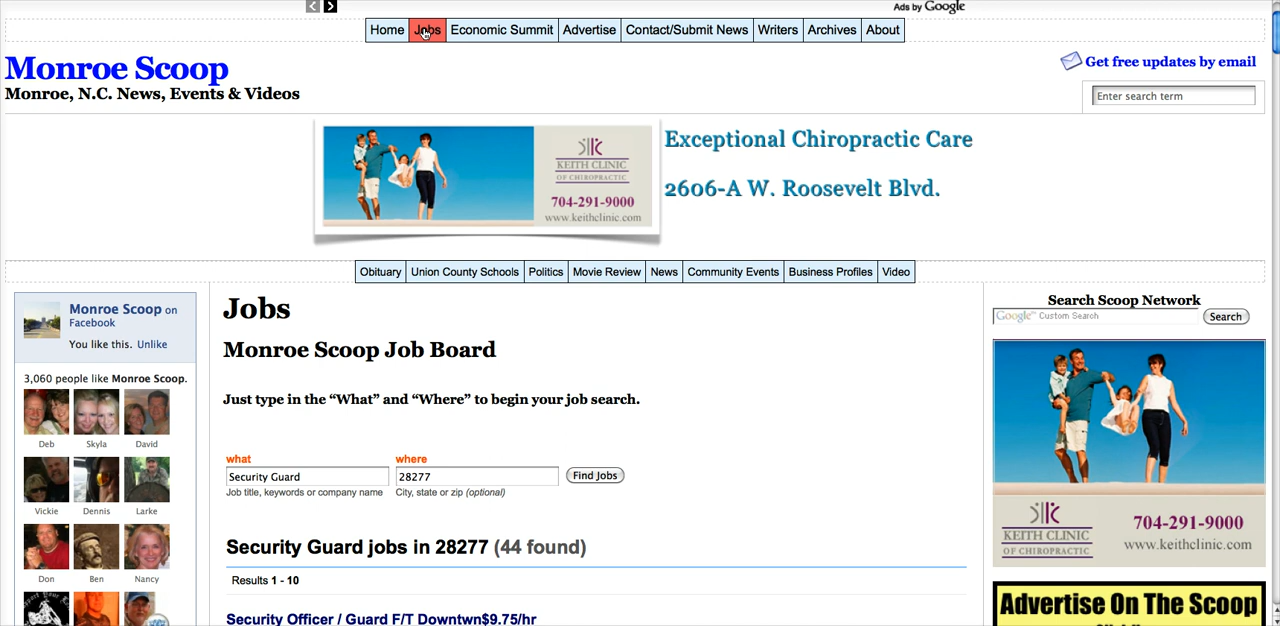 Ads by Google
Home Jobs Economic Summit Advertise Contact/Submit News Writers Archives About
Monroe Scoop
Monroe, N.C. News, Events & Videos
Get free updates by email
Enter search term
KEITH CLINIC
OF CHIROPRACTIC
704-291-9000
www.keithclinic.com
Exceptional Chiropractic Care
2606-A W. Roosevelt Blvd.
Obituary Union County Schools Politics Movie Review News Community Events Business Profiles Video
Monroe Scoop on
Facebook
You like this. Unlike
3,060 people like Monroe Scoop.
Deb Skyla David
Vickie Dennis Larke
Don Ben Nancy
Jobs
Monroe Scoop Job Board
Just type in the “What” and “Where” to begin your job search.
what where
Security Guard 28277 Find Jobs
Job title, keywords or company name City, state or zip (optional)
Security Guard jobs in 28277 (44 found)
Results 1 - 10
Security Officer / Guard F/T Downtwn$9.75/hr
Search Scoop Network
Google™ Custom Search Search
KEITH CLINIC
OF CHIROPRACTIC
704-291-9000
www.keithclinic.com
Advertise On The Scoop